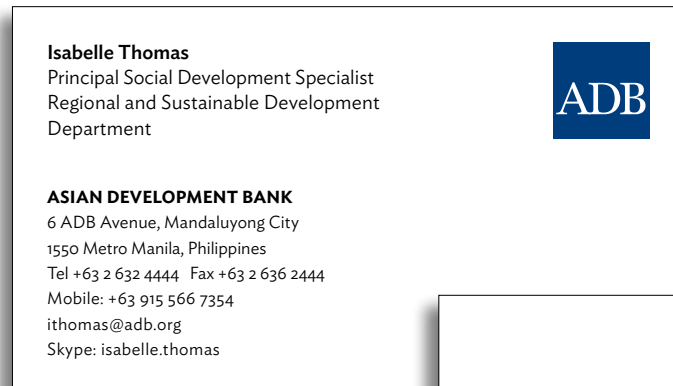 Isabelle Thomas
Principal Social Development Specialist
Regional and Sustainable Development
Department
ADB
ASIAN DEVELOPMENT BANK
6 ADB Avenue, Mandaluyong City
1550 Metro Manila, Philippines
Tel +63 2 632 4444 Fax +63 2 636 2444
Mobile: +63 915 566 7354
ithomas@adb.org
Skype: isabelle.thomas